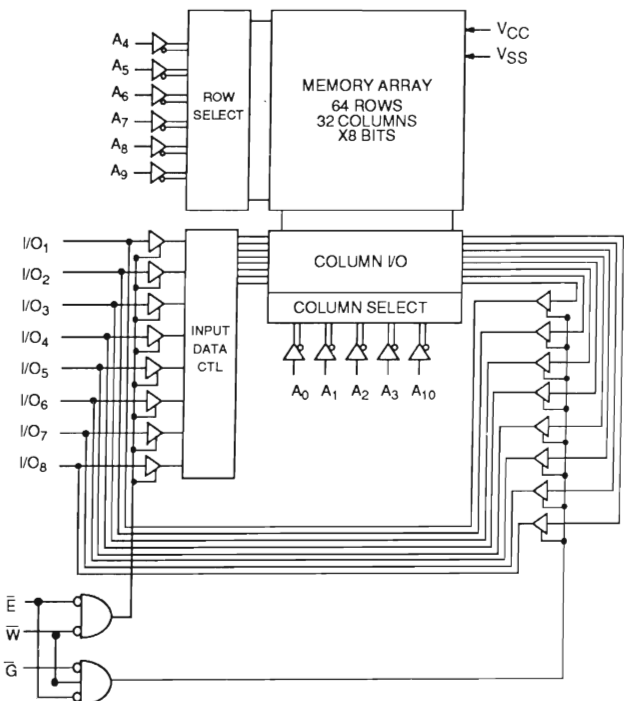 A4
A5
A6
A7
A8
A9
ROW
SELECT
MEMORY ARRAY
64 ROWS
32 COLUMNS
X8 BITS
VCC
VSS
I/O1
I/O2
I/O3
I/O4
I/O5
I/O6
I/O7
I/O8
INPUT
DATA
CTL
COLUMN I/O
COLUMN SELECT
A0 A1 A2 A3 A10
E̅
W̅
G̅